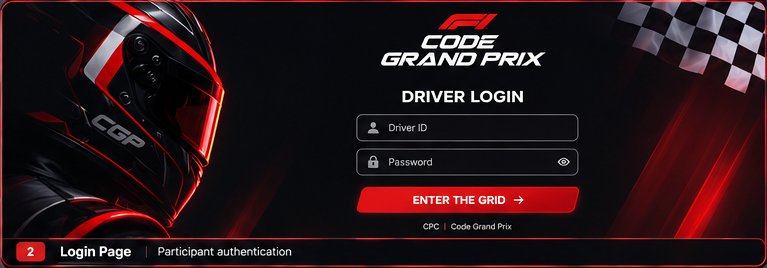 CGP
F1
CODE
GRAND PRIX
DRIVER LOGIN
Driver ID
Password
ENTER THE GRID →
CPC | Code Grand Prix
2 Login Page | Participant authentication